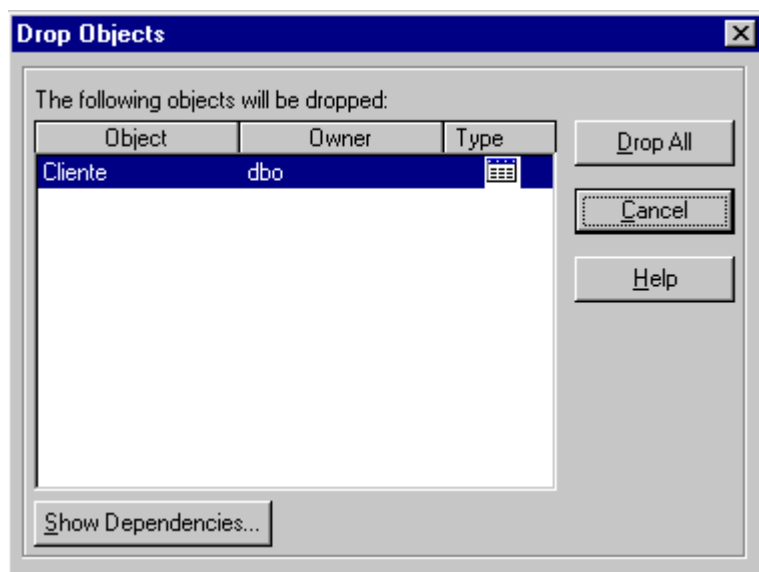 Drop Objects
The following objects will be dropped:
Object Owner Type
Cliente dbo
Drop All
Cancel
Help
Show Dependencies...